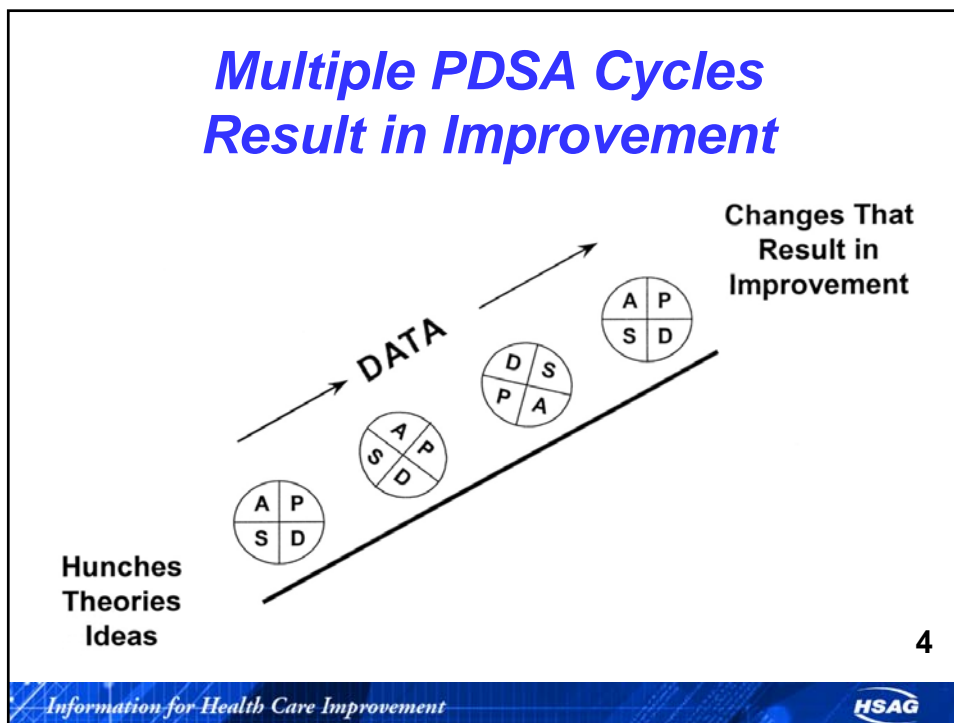 Multiple PDSA Cycles
Result in Improvement
Changes That
Result in
Improvement
DATA
A P
S D
D S
P A
A P
S D
A P
S D
Hunches
Theories
Ideas
4
Information for Health Care Improvement
HSAG